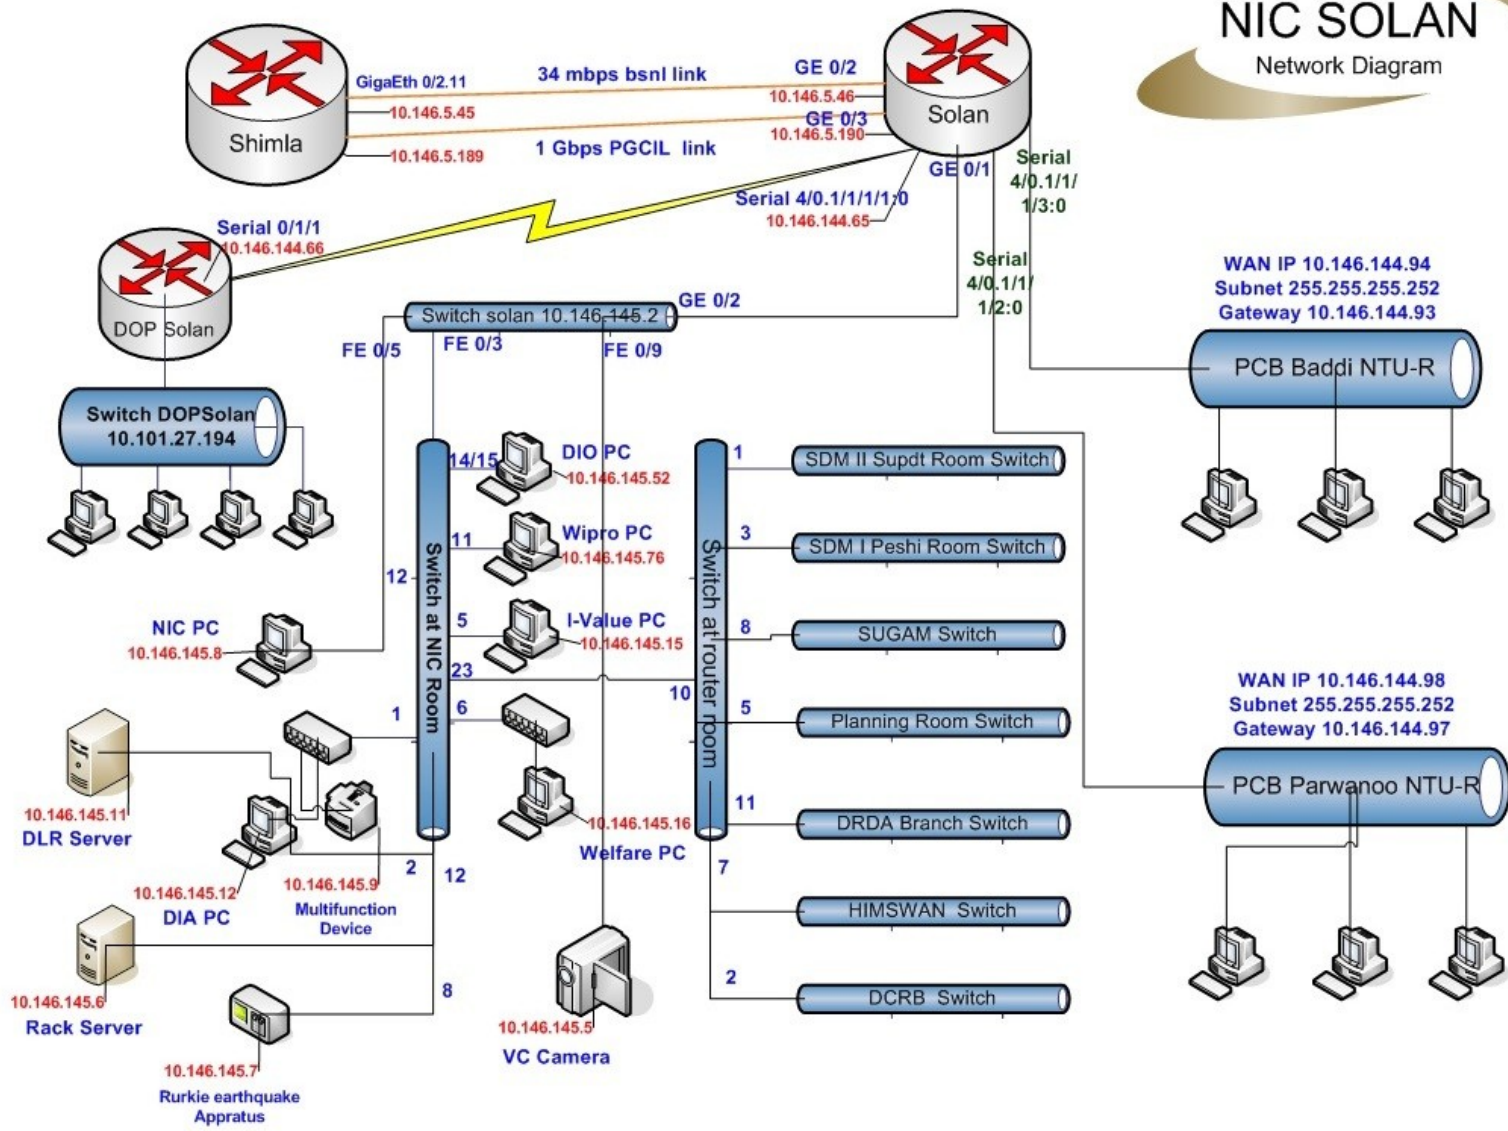 NIC SOLAN
Network Diagram
GigaEth 0/2.11
34 mbps bsnl link
GE 0/2
10.146.5.45
10.146.5.46
Solan
Shimla
GE 0/3
10.146.5.190
10.146.5.189
1 Gbps PGCIL link
GE 0/1
Serial
4/0.1/1/
1/3:0
Serial 4/0.1/1/1/1:0
10.146.144.65
Serial 0/1/1
10.146.144.66
DOP Solan
Serial
4/0.1/1/
1/2:0
WAN IP 10.146.144.94
Subnet 255.255.255.252
Gateway 10.146.144.93
PCB Baddi NTU-R
Switch solan 10.146.145.2
GE 0/2
FE 0/5
FE 0/3
FE 0/9
Switch DOPSolan
10.101.27.194
Switch at NIC Room
14/15
DIO PC
10.146.145.52
11
Wipro PC
10.146.145.76
12
5
I-Value PC
10.146.145.15
23
6
1
NIC PC
10.146.145.8
10.146.145.16
Welfare PC
Switch at router room
10
1
SDM II Supdt Room Switch
3
SDM I Peshi Room Switch
8
SUGAM Switch
5
Planning Room Switch
11
DRDA Branch Switch
7
HIMSWAN Switch
2
DCRB Switch
WAN IP 10.146.144.98
Subnet 255.255.255.252
Gateway 10.146.144.97
PCB Parwanoo NTU-R
10.146.145.11
DLR Server
10.146.145.12
DIA PC
10.146.145.9
Multifunction
Device
2
12
10.146.145.6
Rack Server
8
10.146.145.7
Rurkie earthquake
Appratus
10.146.145.5
VC Camera